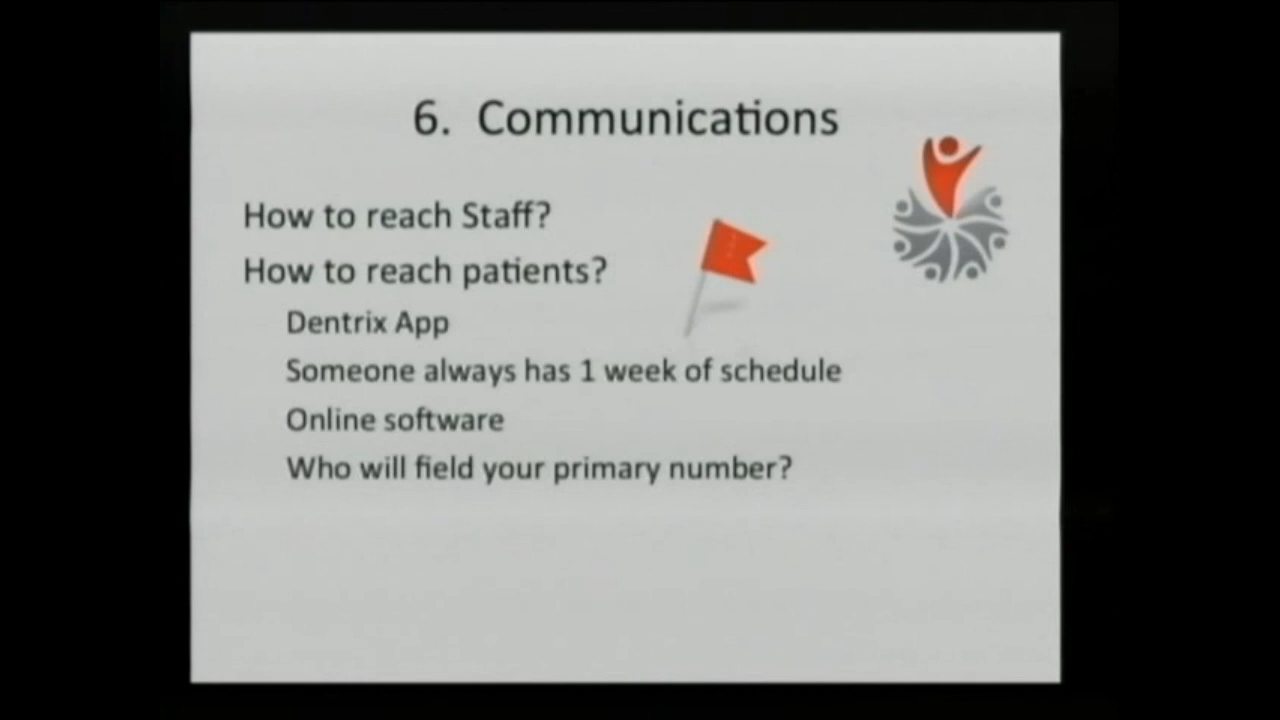 6. Communications
How to reach Staff?
How to reach patients?
Dentrix App
Someone always has 1 week of schedule
Online software
Who will field your primary number?